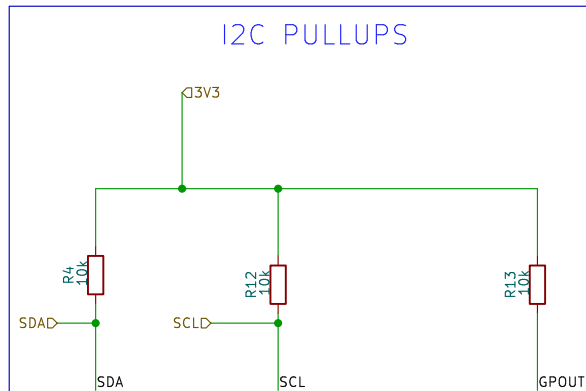 I2C PULLUPS
3V3
R4
10k
R12
10k
R13
10k
SDA
SCL
SDA
SCL
GPOUT